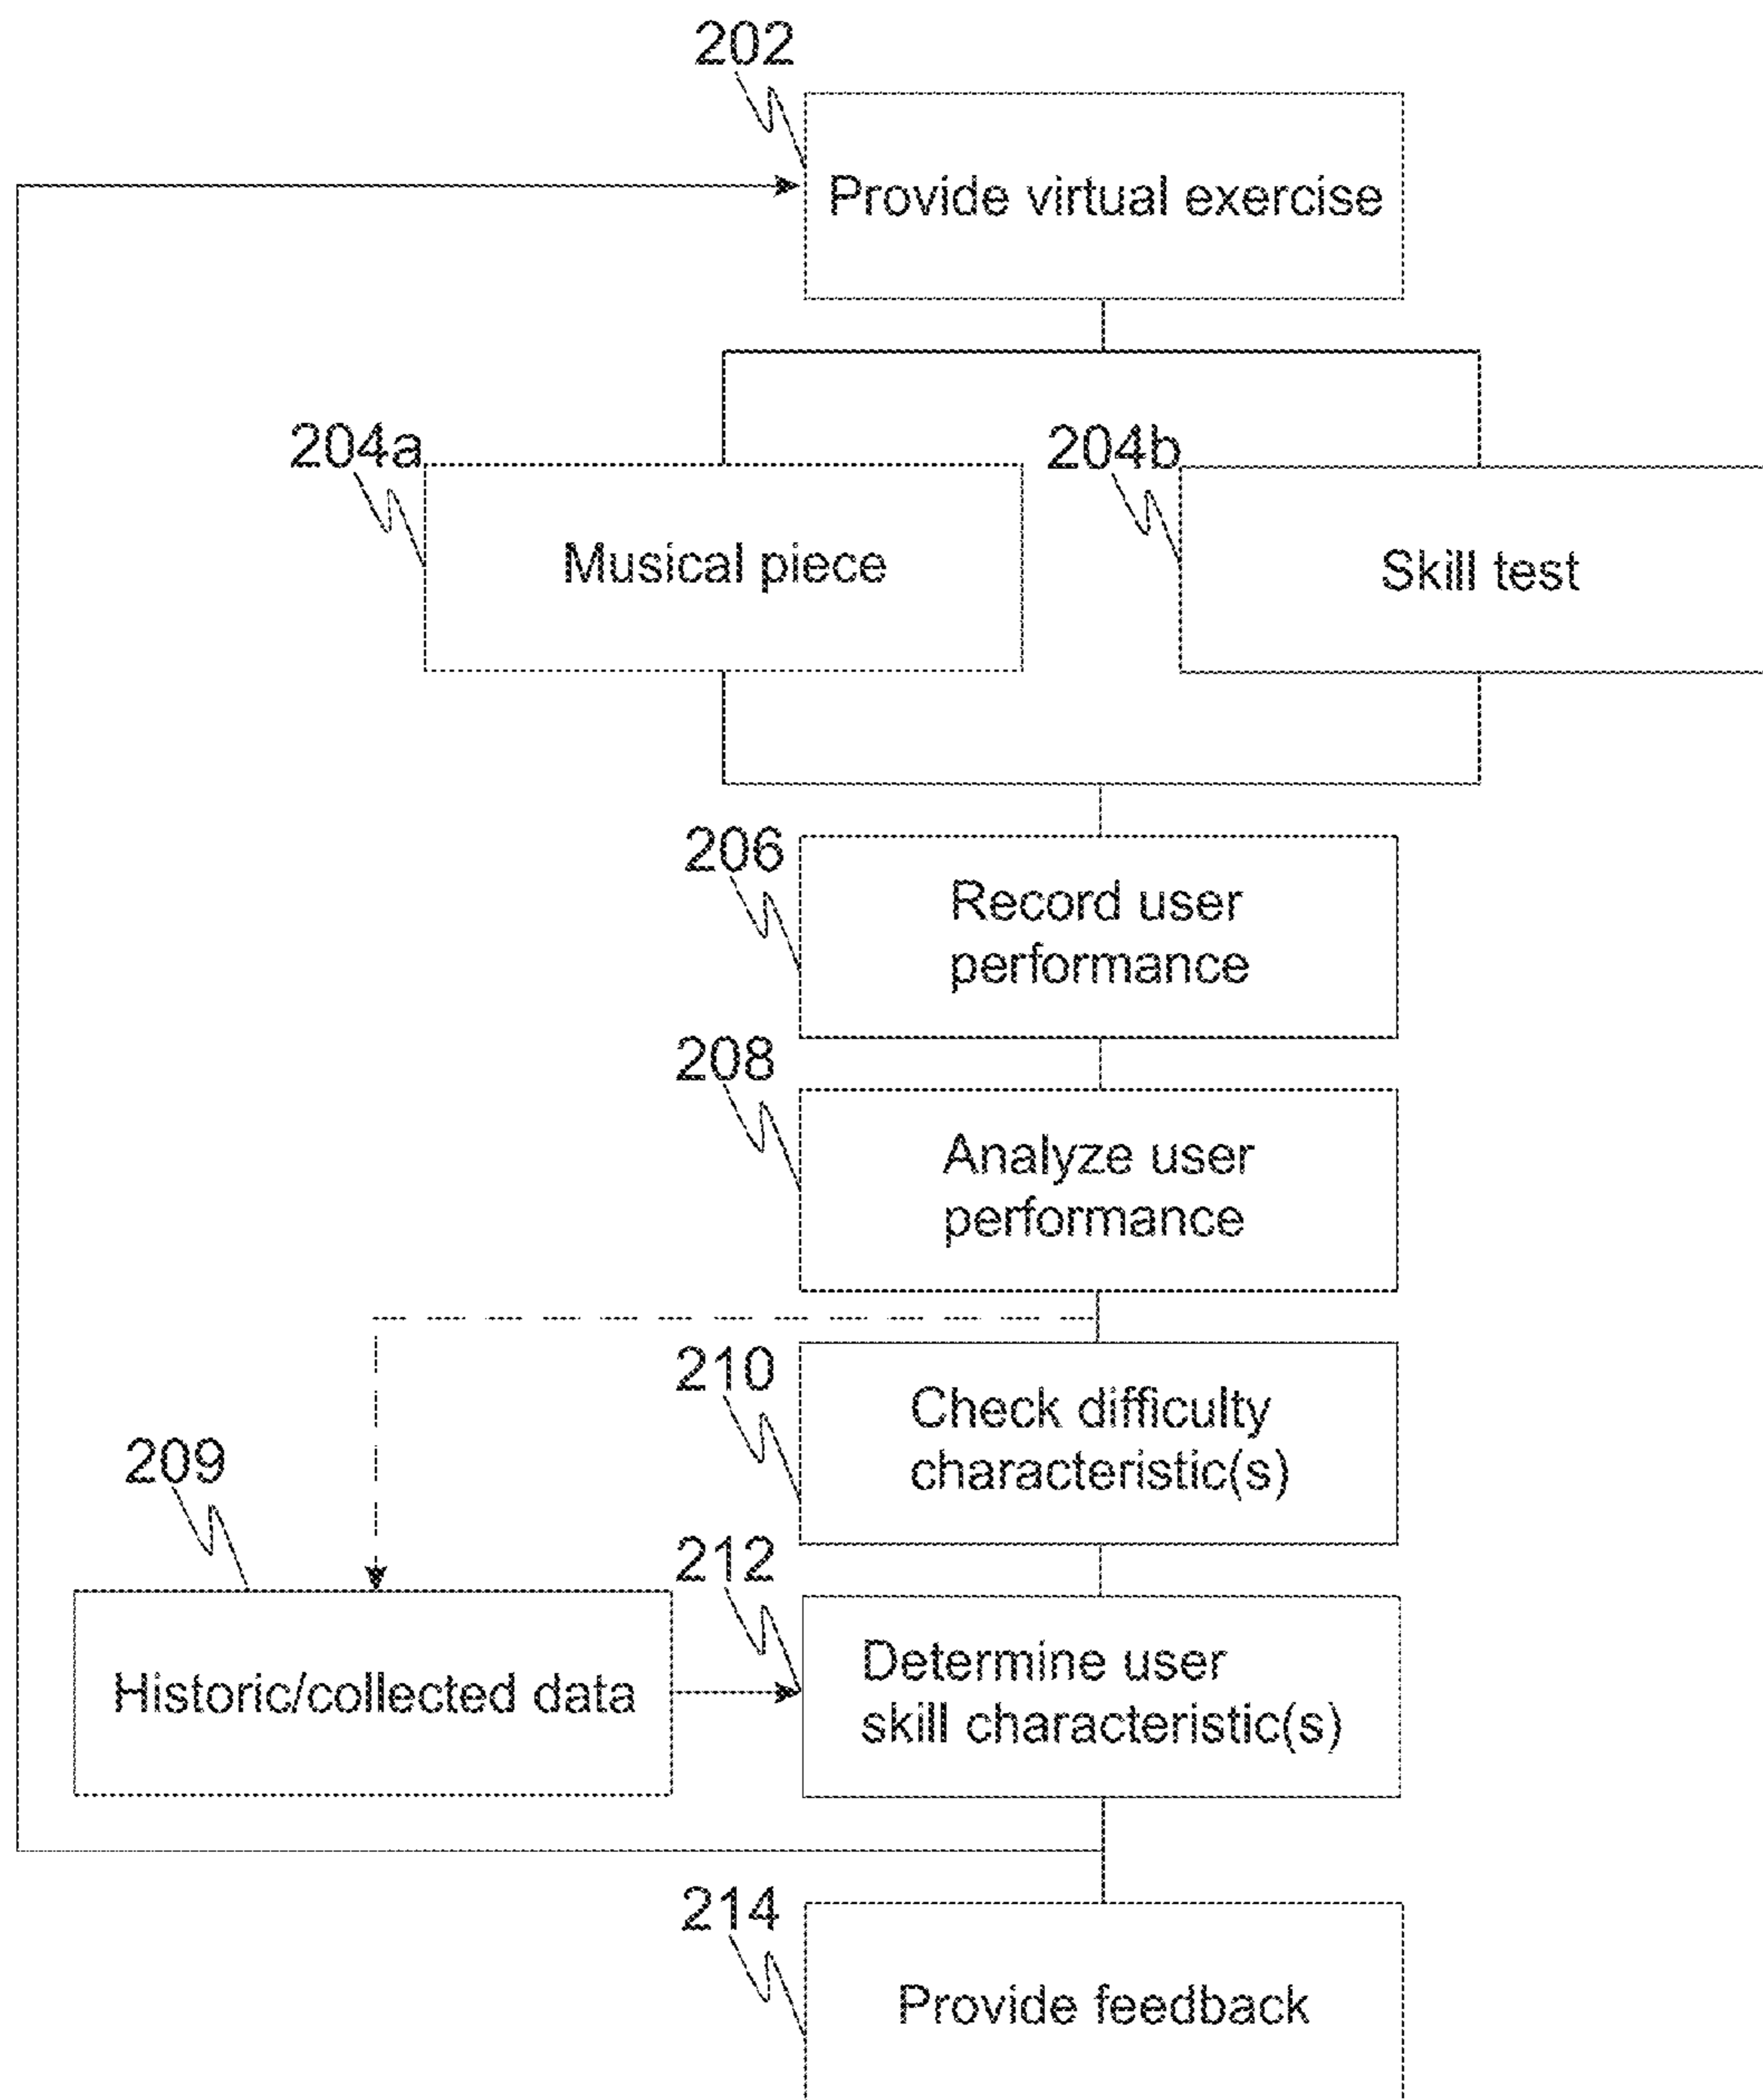 202
Provide virtual exercise
204a
Musical piece
204b
Skill test
206
Record user
performance
208
Analyze user
performance
210
Check difficulty
characteristic(s)
209
Historic/collected data
212
Determine user
skill characteristic(s)
214
Provide feedback